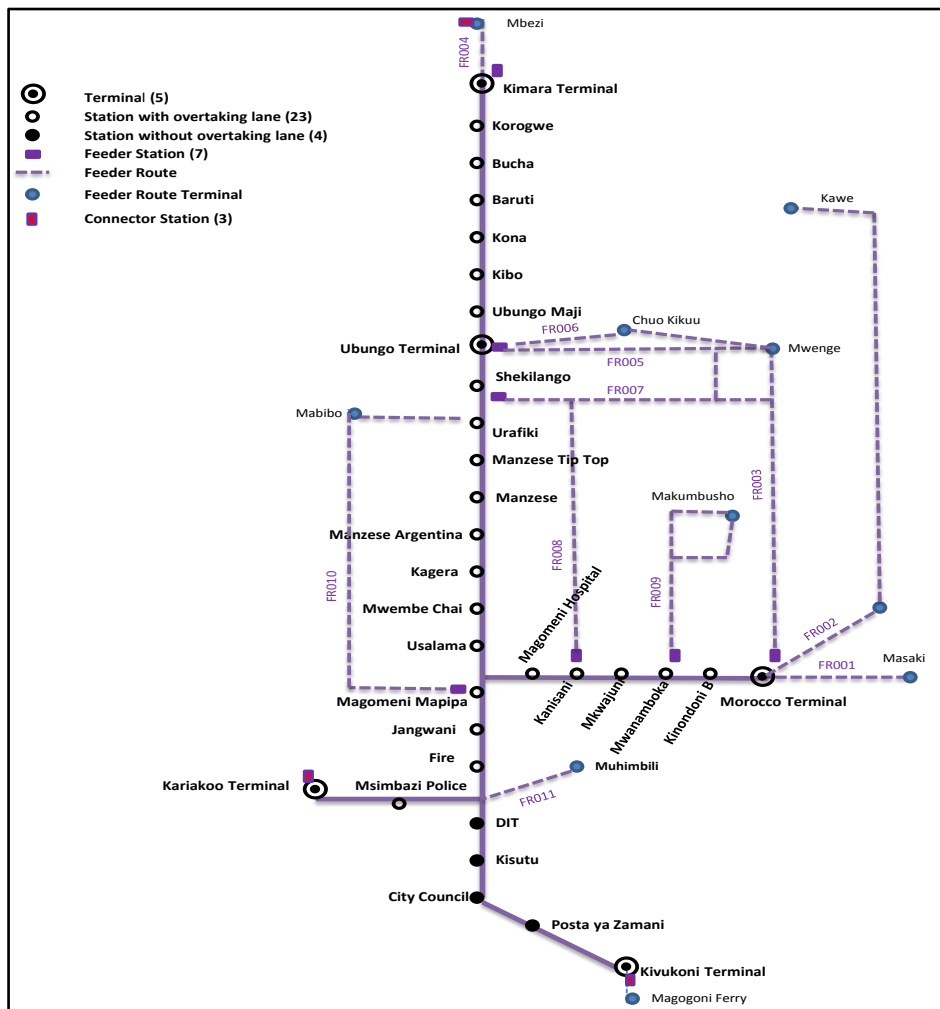 Mbezi
FR004
Kimara Terminal
Terminal (5)
Station with overtaking lane (23)
Station without overtaking lane (4)
Feeder Station (7)
Feeder Route
Feeder Route Terminal
Connector Station (3)
Korogwe
Bucha
Baruti
Kona
Kibo
Ubungo Maji
Kawe
Chuo Kikuu
FR006
Ubungo Terminal
Mwenge
FR005
Shekilango
FR007
Mabibo
Urafiki
Manzese Tip Top
Manzese
Makumbusho
FR003
Manzese Argentina
FR008
Kagera
FR010
FR009
Mwembe Chai
Magomeni Hospital
FR002
Usalama
Masaki
FR001
Magomeni Mapipa
Kanisani
Mkwajuni
Mwanamboka
Kinondoni B
Morocco Terminal
Jangwani
Fire
Muhimbili
Kariakoo Terminal
Msimbazi Police
FR011
DIT
Kisutu
City Council
Posta ya Zamani
Kivukoni Terminal
Magogoni Ferry